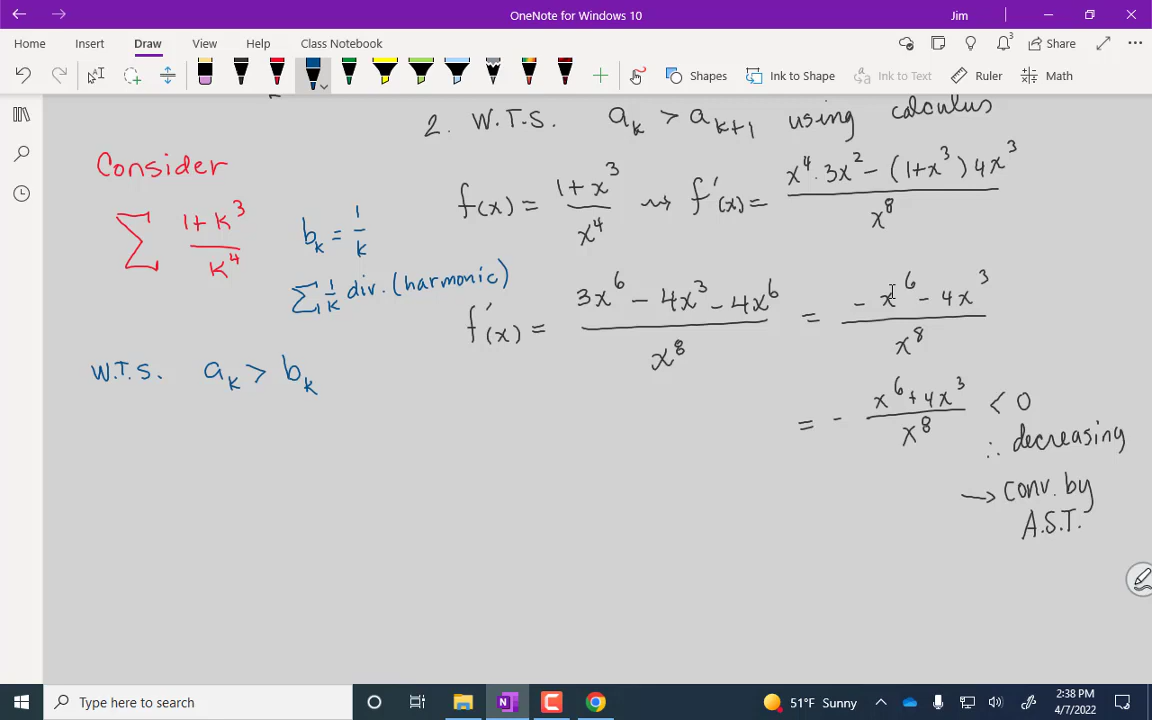 OneNote for Windows 10
Jim
Home Insert Draw View Help Class Notebook
Share
Shapes
Ink to Shape
Ink to Text
Ruler
Math
2. W.T.S. a_k > a_{k+1} using calculus
Consider
∑ (1+k^3)/k^4
b_k = 1/k
∑ 1/k div. (harmonic)
W.T.S. a_k > b_k
f(x) = (1+x^3)/x^4 ⇝ f'(x) = (x^4·3x^2 − (1+x^3)4x^3)/x^8
f'(x) = (3x^6 − 4x^3 − 4x^6)/x^8 = (−x^6 − 4x^3)/x^8
= − (x^6+4x^3)/x^8 < 0
∴ decreasing
→ conv. by
A.S.T.
Type here to search
51°F Sunny
2:38 PM
4/7/2022